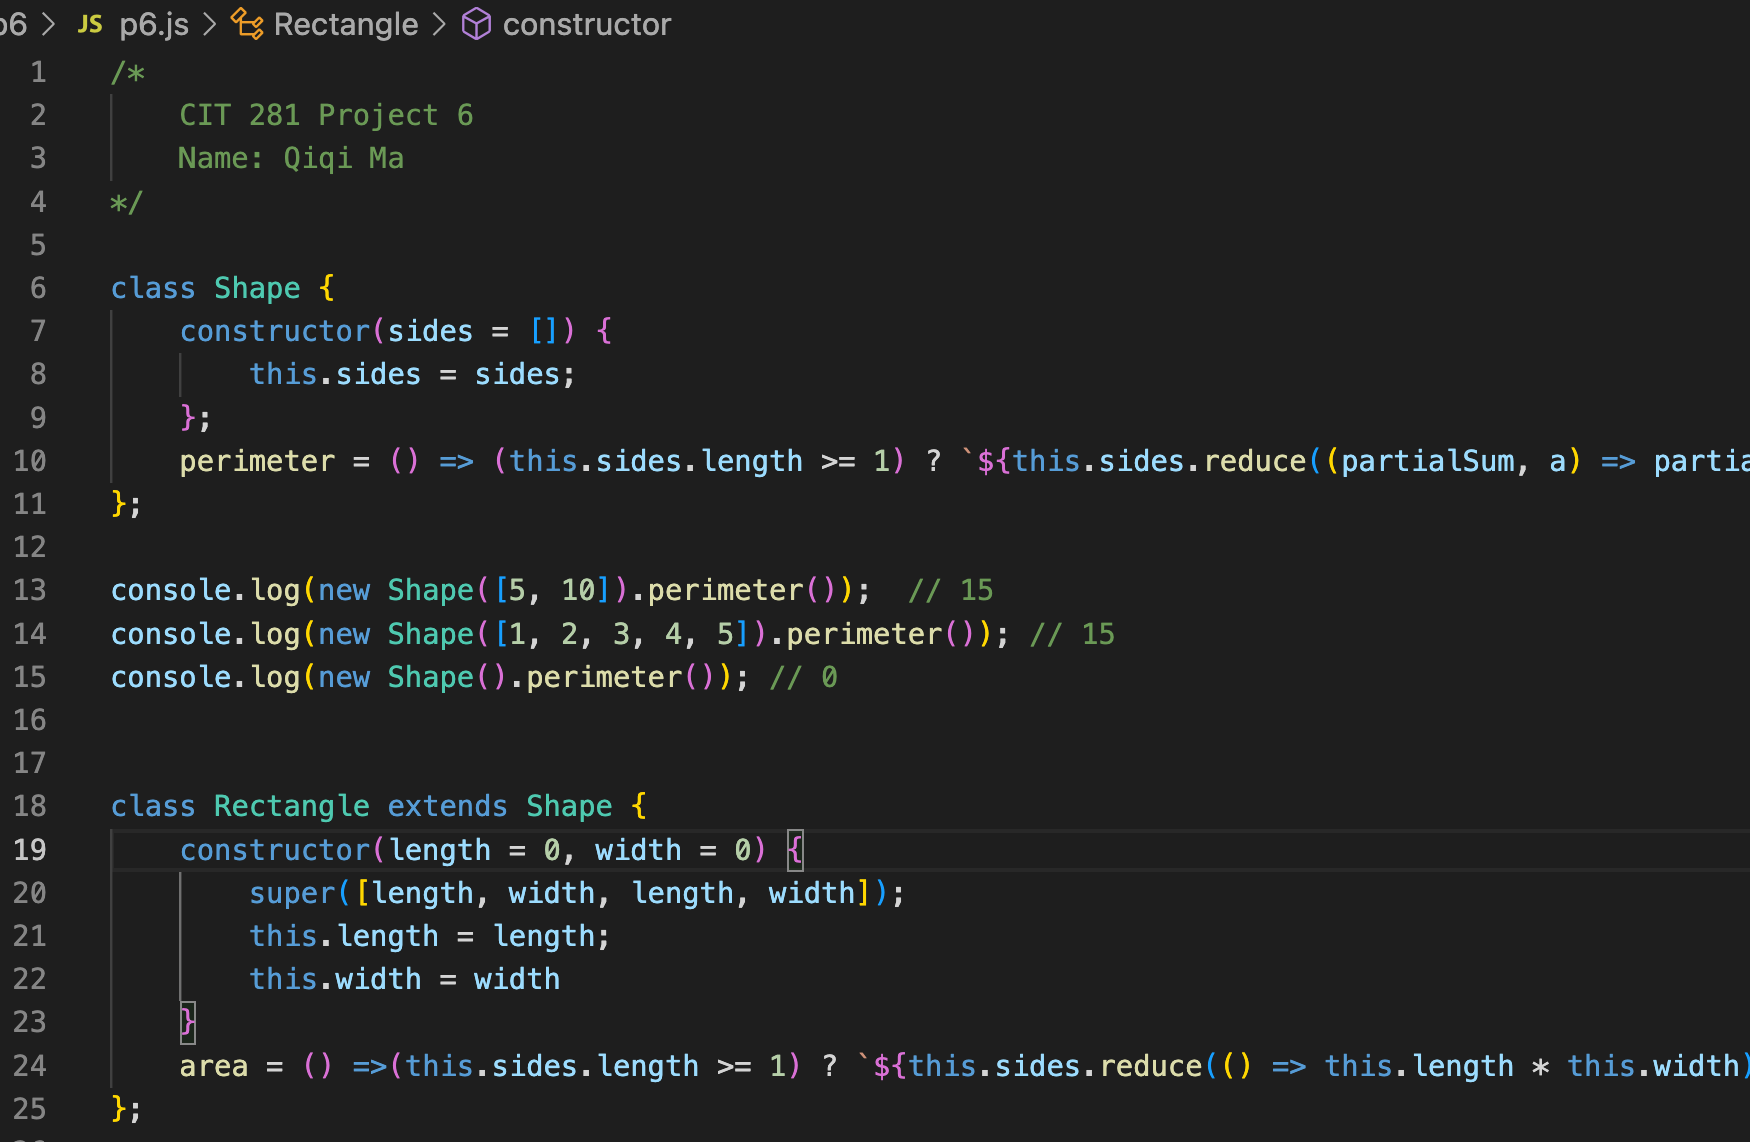 p6 > JS p6.js > Rectangle > constructor
1 /*
2     CIT 281 Project 6
3     Name: Qiqi Ma
4 */
5
6 class Shape {
7     constructor(sides = []) {
8         this.sides = sides;
9     };
10     perimeter = () => (this.sides.length >= 1) ? `${this.sides.reduce((partialSum, a) => partia
11 };
12
13 console.log(new Shape([5, 10]).perimeter());  // 15
14 console.log(new Shape([1, 2, 3, 4, 5]).perimeter()); // 15
15 console.log(new Shape().perimeter()); // 0
16
17
18 class Rectangle extends Shape {
19     constructor(length = 0, width = 0) {
20         super([length, width, length, width]);
21         this.length = length;
22         this.width = width
23     }
24     area = () =>(this.sides.length >= 1) ? `${this.sides.reduce(() => this.length * this.width)
25 };